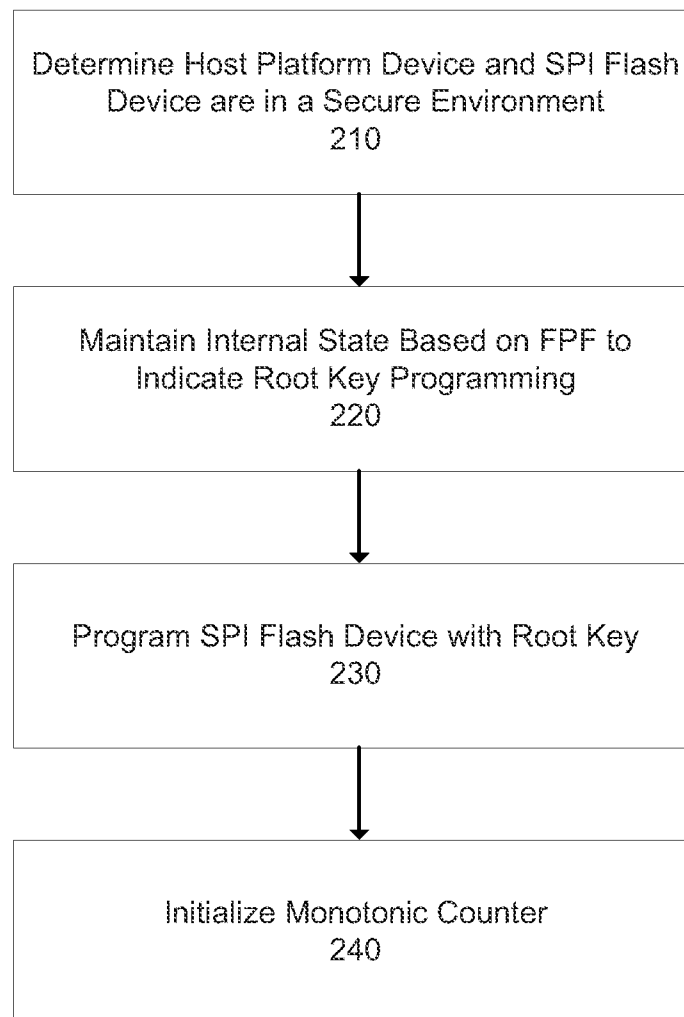 Determine Host Platform Device and SPI Flash
Device are in a Secure Environment
210
Maintain Internal State Based on FPF to
Indicate Root Key Programming
220
Program SPI Flash Device with Root Key
230
Initialize Monotonic Counter
240